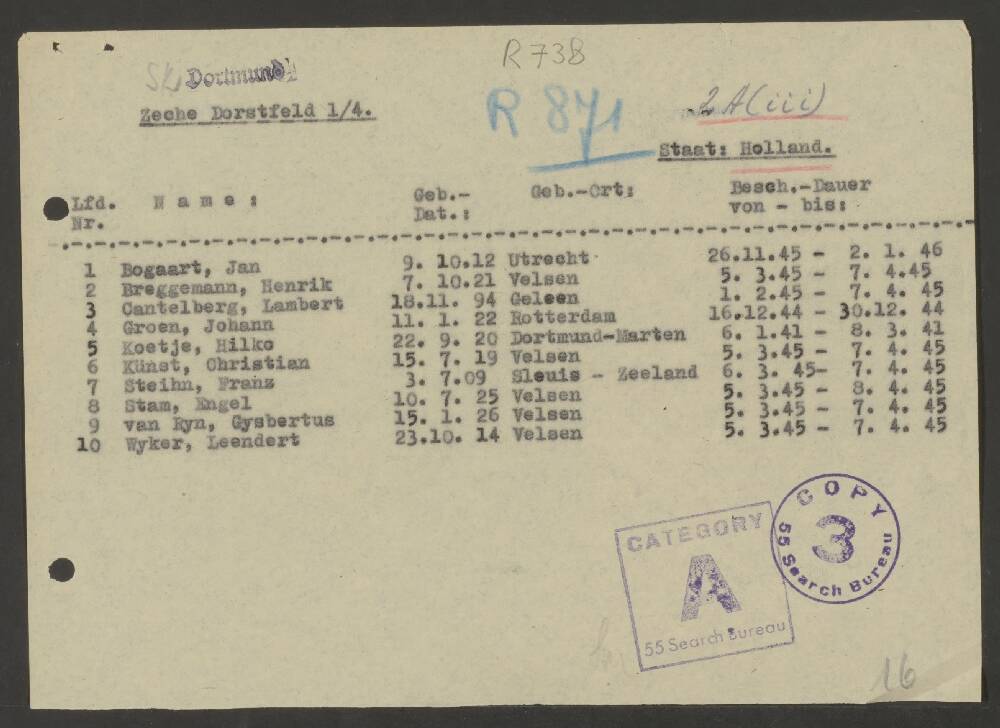 R 738
Dortmund
Zeche Dorstfeld 1/4.
R 871
2A(iii)
Staat: Holland.
Lfd. Nr. N a m e : Geb.- Dat.: Geb.-Ort: Besch.-Dauer von - bis:
1 Bogaart, Jan 9. 10.12 Utrecht 26.11.45 - 2. 1. 46
2 Breggemann, Henrik 7. 10.21 Velsen 5. 3.45 - 7. 4.45
3 Cantelberg, Lambert 18.11. 94 Geleen 1. 2.45 - 7. 4. 45
4 Groen, Johann 11. 1. 22 Rotterdam 16.12.44 - 30.12. 44
5 Koetje, Hilko 22. 9. 20 Dortmund-Marten 6. 1.41 - 8. 3. 41
6 Künst, Christian 15. 7. 19 Velsen 5. 3.45 - 7. 4. 45
7 Steihn, Franz 3. 7.09 Sleuis - Zeeland 6. 3. 45- 7. 4. 45
8 Stam, Engel 10. 7. 25 Velsen 5. 3.45 - 8. 4. 45
9 van Ryn, Gysbertus 15. 1. 26 Velsen 5. 3.45 - 7. 4. 45
10 Wyker, Leendert 23.10. 14 Velsen 5. 3.45 - 7. 4. 45
COPY
3
55 Search Bureau
CATEGORY
A
55 Search Bureau
16